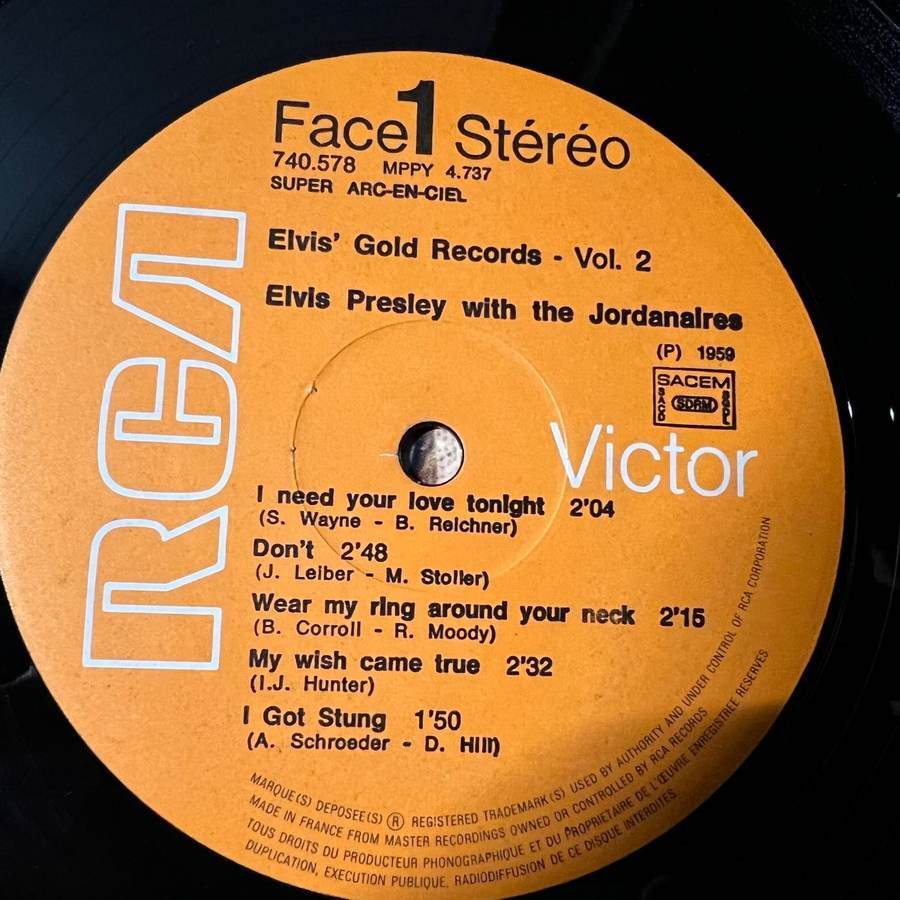 Face 1 Stéréo
740.578 MPPY 4.737
SUPER ARC-EN-CIEL
Elvis' Gold Records - Vol. 2
Elvis Presley with the Jordanaires
(P) 1959
SACEM
SACD SDRM SGDL
RCA Victor
I need your love tonight 2'04
(S. Wayne - B. Reichner)
Don't 2'48
(J. Leiber - M. Stoller)
Wear my ring around your neck 2'15
(B. Corroll - R. Moody)
My wish came true 2'32
(I.J. Hunter)
I Got Stung 1'50
(A. Schroeder - D. Hill)
MARQUE(S) DEPOSEE(S) ® REGISTERED TRADEMARK(S) USED BY AUTHORITY AND UNDER CONTROL OF RCA CORPORATION
MADE IN FRANCE FROM MASTER RECORDINGS OWNED OR CONTROLLED BY RCA RECORDS
TOUS DROITS DU PRODUCTEUR PHONOGRAPHIQUE ET DU PROPRIETAIRE DE L'ŒUVRE ENREGISTREE RESERVES
DUPLICATION, EXECUTION PUBLIQUE, RADIODIFFUSION DE CE DISQUE INTERDITES